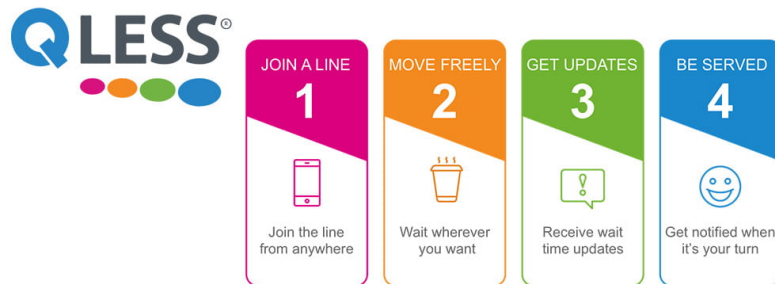 QLESS®
JOIN A LINE
1
Join the line
from anywhere
MOVE FREELY
2
Wait wherever
you want
GET UPDATES
3
!
Receive wait
time updates
BE SERVED
4
Get notified when
it's your turn